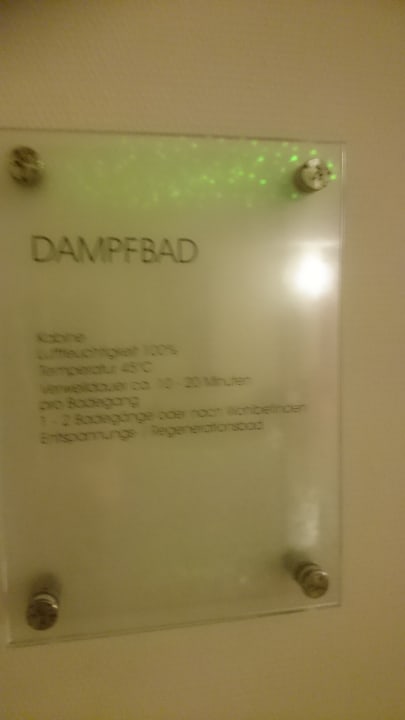 DAMPFBAD
Kabine
Luftfeuchtigkeit 100%
Temperatur 45°C
Verweildauer ca. 10 - 20 Minuten
pro Badegang
1 - 2 Badegänge oder nach Wohlbefinden
Entspannungs- / Regenerationsbad